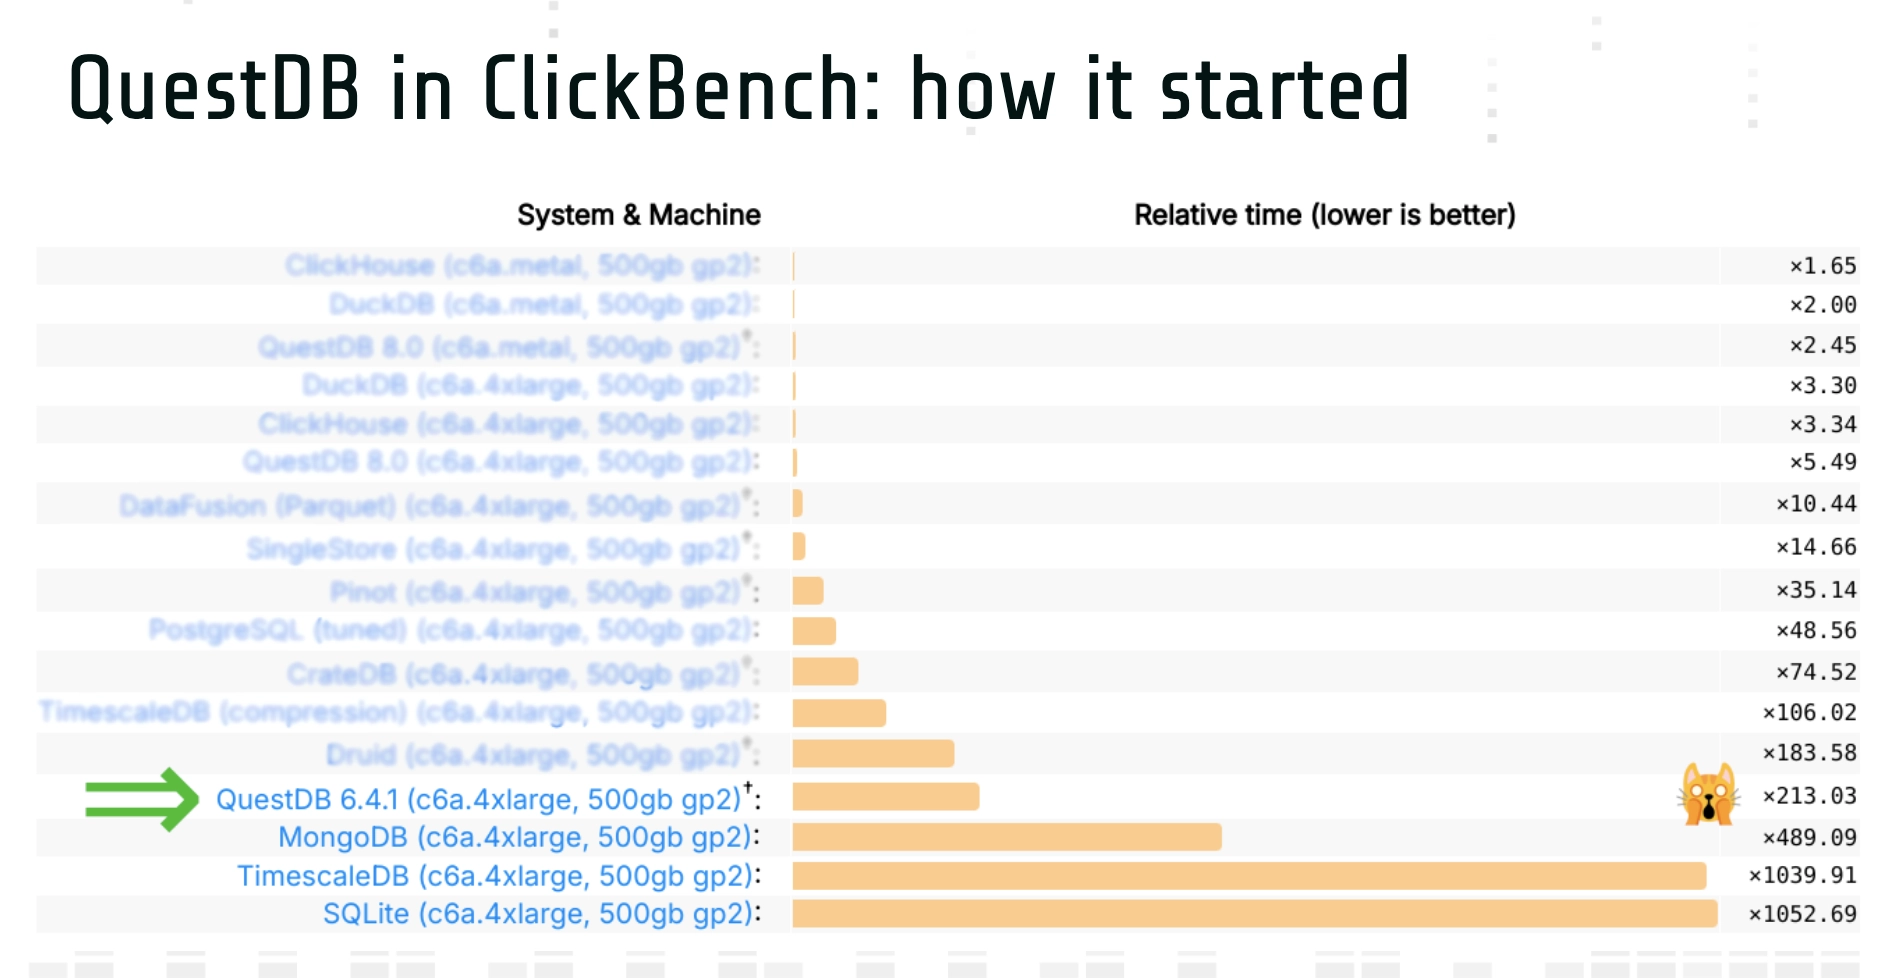 QuestDB in ClickBench: how it started
System & Machine Relative time (lower is better)
ClickHouse (c6a.metal, 500gb gp2): ×1.65
DuckDB (c6a.metal, 500gb gp2): ×2.00
QuestDB 8.0 (c6a.metal, 500gb gp2)†: ×2.45
DuckDB (c6a.4xlarge, 500gb gp2): ×3.30
ClickHouse (c6a.4xlarge, 500gb gp2): ×3.34
QuestDB 8.0 (c6a.4xlarge, 500gb gp2): ×5.49
DataFusion (Parquet) (c6a.4xlarge, 500gb gp2)†: ×10.44
SingleStore (c6a.4xlarge, 500gb gp2)†: ×14.66
Pinot (c6a.4xlarge, 500gb gp2)†: ×35.14
PostgreSQL (tuned) (c6a.4xlarge, 500gb gp2): ×48.56
CrateDB (c6a.4xlarge, 500gb gp2)†: ×74.52
TimescaleDB (compression) (c6a.4xlarge, 500gb gp2): ×106.02
Druid (c6a.4xlarge, 500gb gp2)†: ×183.58
QuestDB 6.4.1 (c6a.4xlarge, 500gb gp2)†: ×213.03
MongoDB (c6a.4xlarge, 500gb gp2): ×489.09
TimescaleDB (c6a.4xlarge, 500gb gp2): ×1039.91
SQLite (c6a.4xlarge, 500gb gp2): ×1052.69